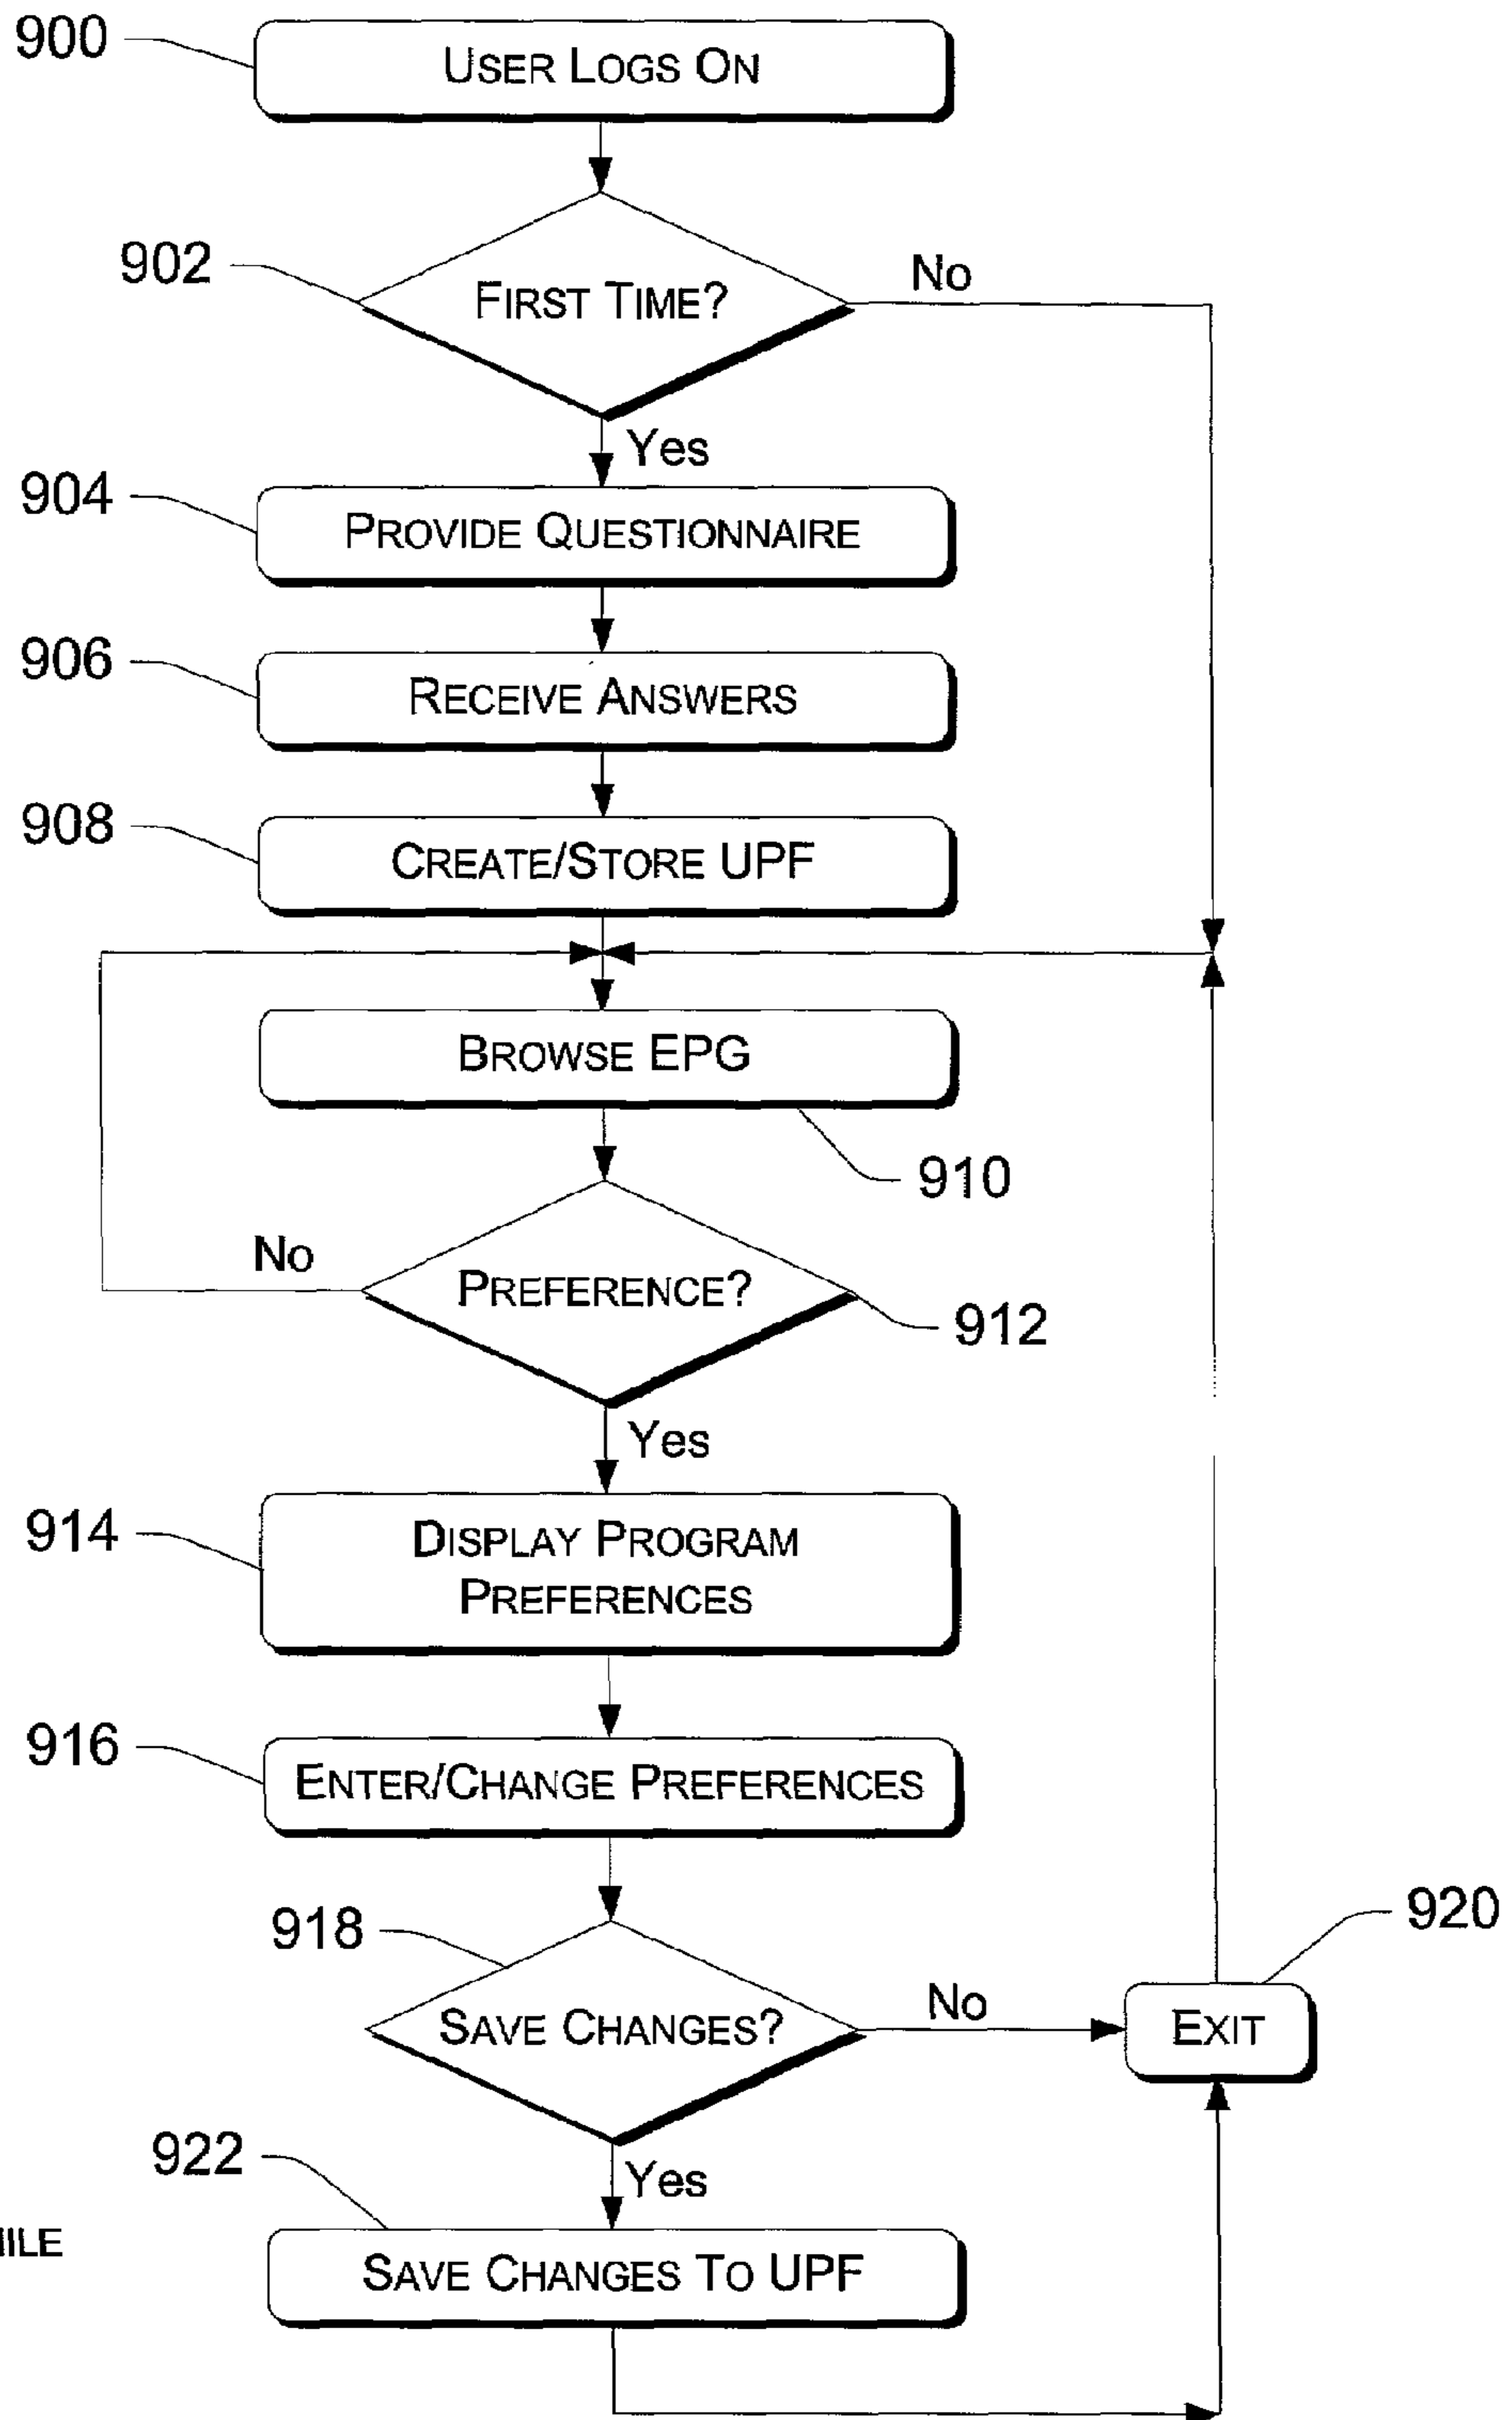 900
USER LOGS ON
902
FIRST TIME?
No
Yes
904
PROVIDE QUESTIONNAIRE
906
RECEIVE ANSWERS
908
CREATE/STORE UPF
BROWSE EPG
910
No
PREFERENCE?
912
Yes
914
DISPLAY PROGRAM
PREFERENCES
916
ENTER/CHANGE PREFERENCES
918
SAVE CHANGES?
No
920
EXIT
Yes
922
SAVE CHANGES TO UPF